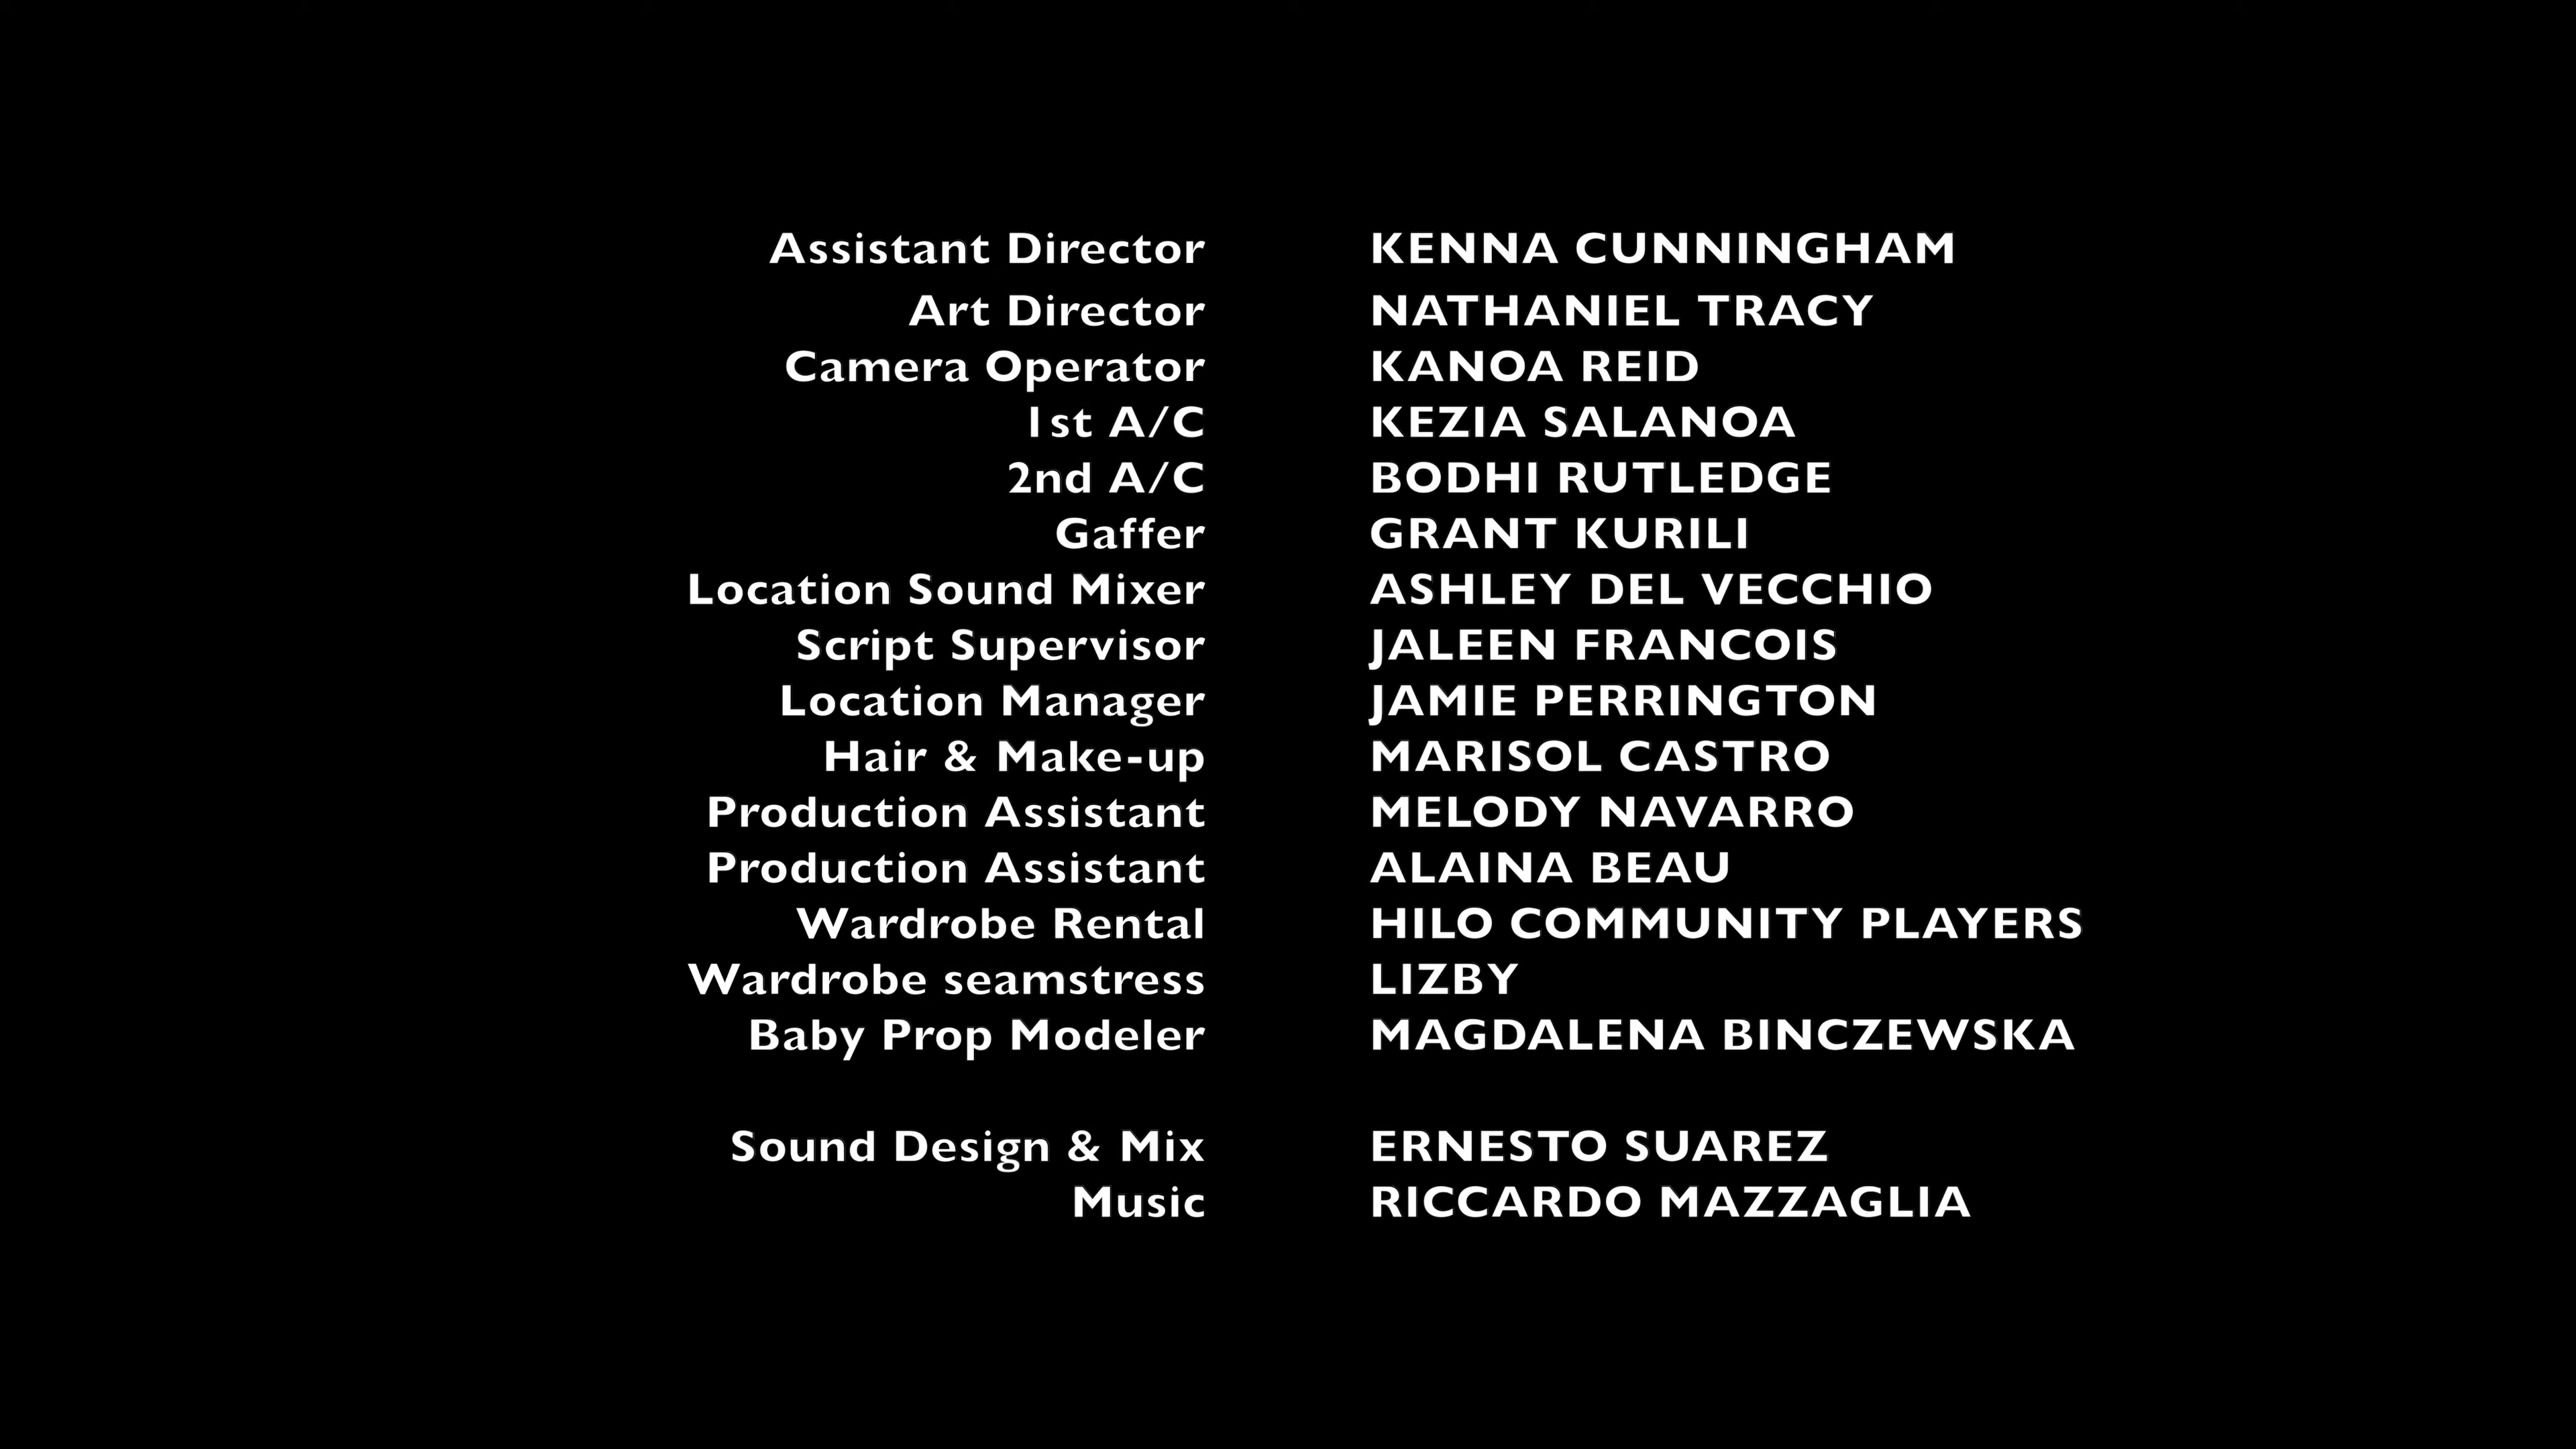 Assistant Director KENNA CUNNINGHAM
Art Director NATHANIEL TRACY
Camera Operator KANOA REID
1st A/C KEZIA SALANOA
2nd A/C BODHI RUTLEDGE
Gaffer GRANT KURILI
Location Sound Mixer ASHLEY DEL VECCHIO
Script Supervisor JALEEN FRANCOIS
Location Manager JAMIE PERRINGTON
Hair & Make-up MARISOL CASTRO
Production Assistant MELODY NAVARRO
Production Assistant ALAINA BEAU
Wardrobe Rental HILO COMMUNITY PLAYERS
Wardrobe seamstress LIZBY
Baby Prop Modeler MAGDALENA BINCZEWSKA
Sound Design & Mix ERNESTO SUAREZ
Music RICCARDO MAZZAGLIA